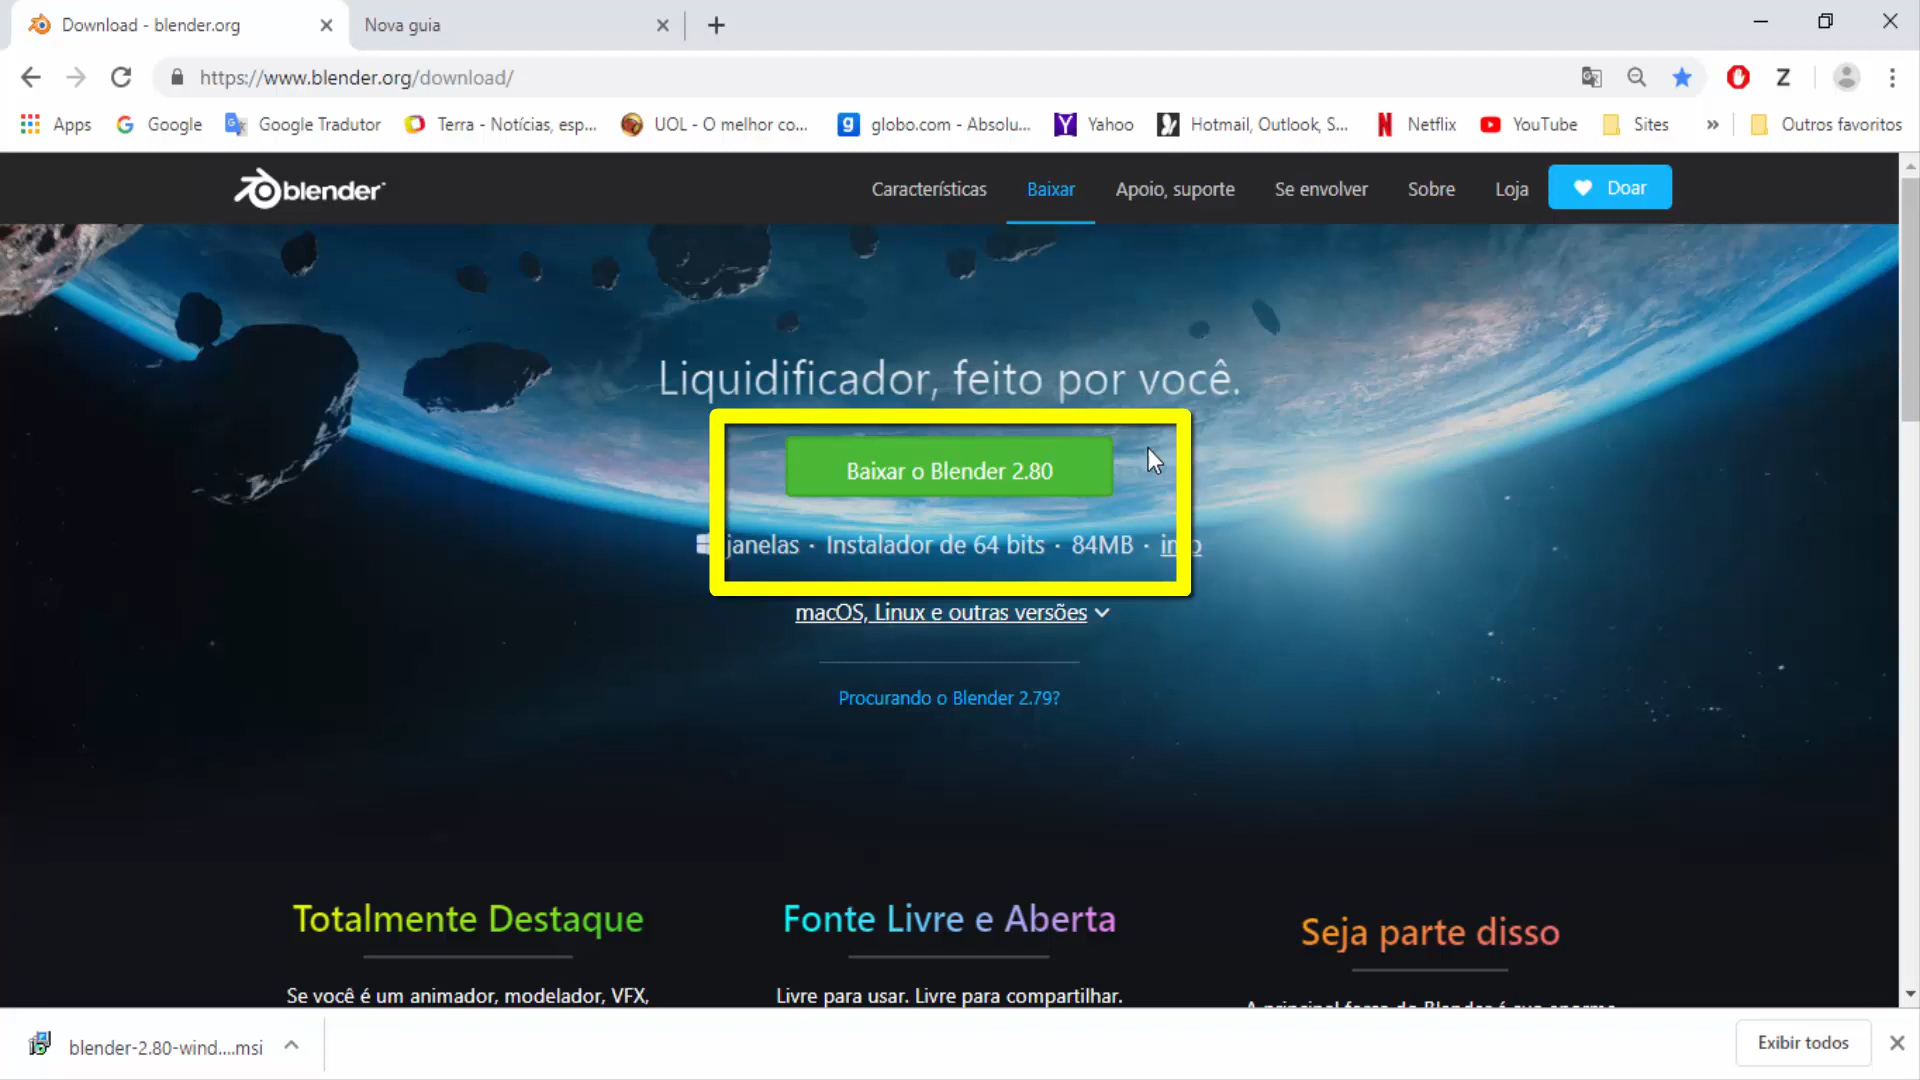 Download - blender.org
Nova guia
https://www.blender.org/download/
Apps
Google
Google Tradutor
Terra - Notícias, esp...
UOL - O melhor co...
globo.com - Absolu...
Yahoo
Hotmail, Outlook, S...
Netflix
YouTube
Sites
»
Outros favoritos
blender
Características
Baixar
Apoio, suporte
Se envolver
Sobre
Loja
Doar
Liquidificador, feito por você.
Baixar o Blender 2.80
janelas · Instalador de 64 bits · 84MB ·
macOS, Linux e outras versões
Procurando o Blender 2.79?
Totalmente Destaque
Fonte Livre e Aberta
Seja parte disso
Se você é um animador, modelador, VFX,
Livre para usar. Livre para compartilhar.
blender-2.80-wind....msi
Exibir todos